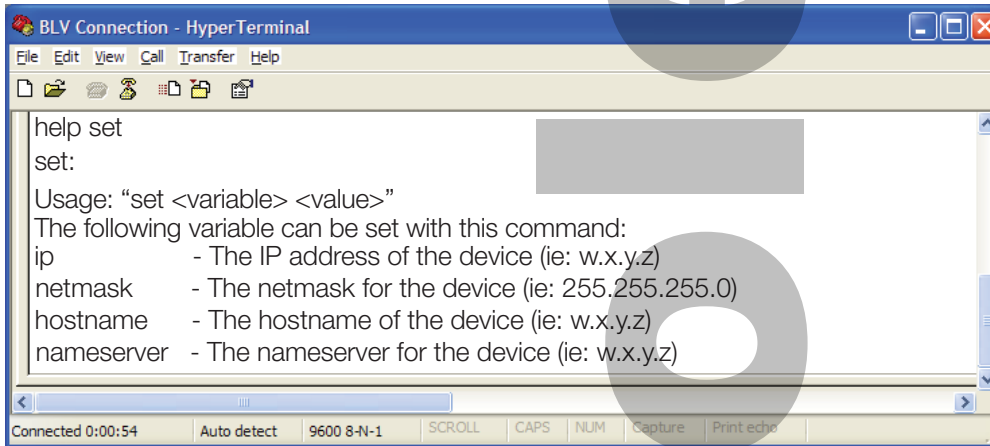 BLV Connection - HyperTerminal
File Edit View Call Transfer Help
help set
set:
Usage: “set <variable> <value>”
The following variable can be set with this command:
ip - The IP address of the device (ie: w.x.y.z)
netmask - The netmask for the device (ie: 255.255.255.0)
hostname - The hostname of the device (ie: w.x.y.z)
nameserver - The nameserver for the device (ie: w.x.y.z)
Connected 0:00:54 Auto detect 9600 8-N-1 SCROLL CAPS NUM Capture Print echo